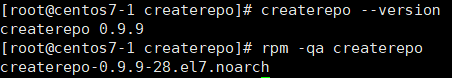 [root@centos7-1 createrepo]# createrepo --version
createrepo 0.9.9
[root@centos7-1 createrepo]# rpm -qa createrepo
createrepo-0.9.9-28.el7.noarch